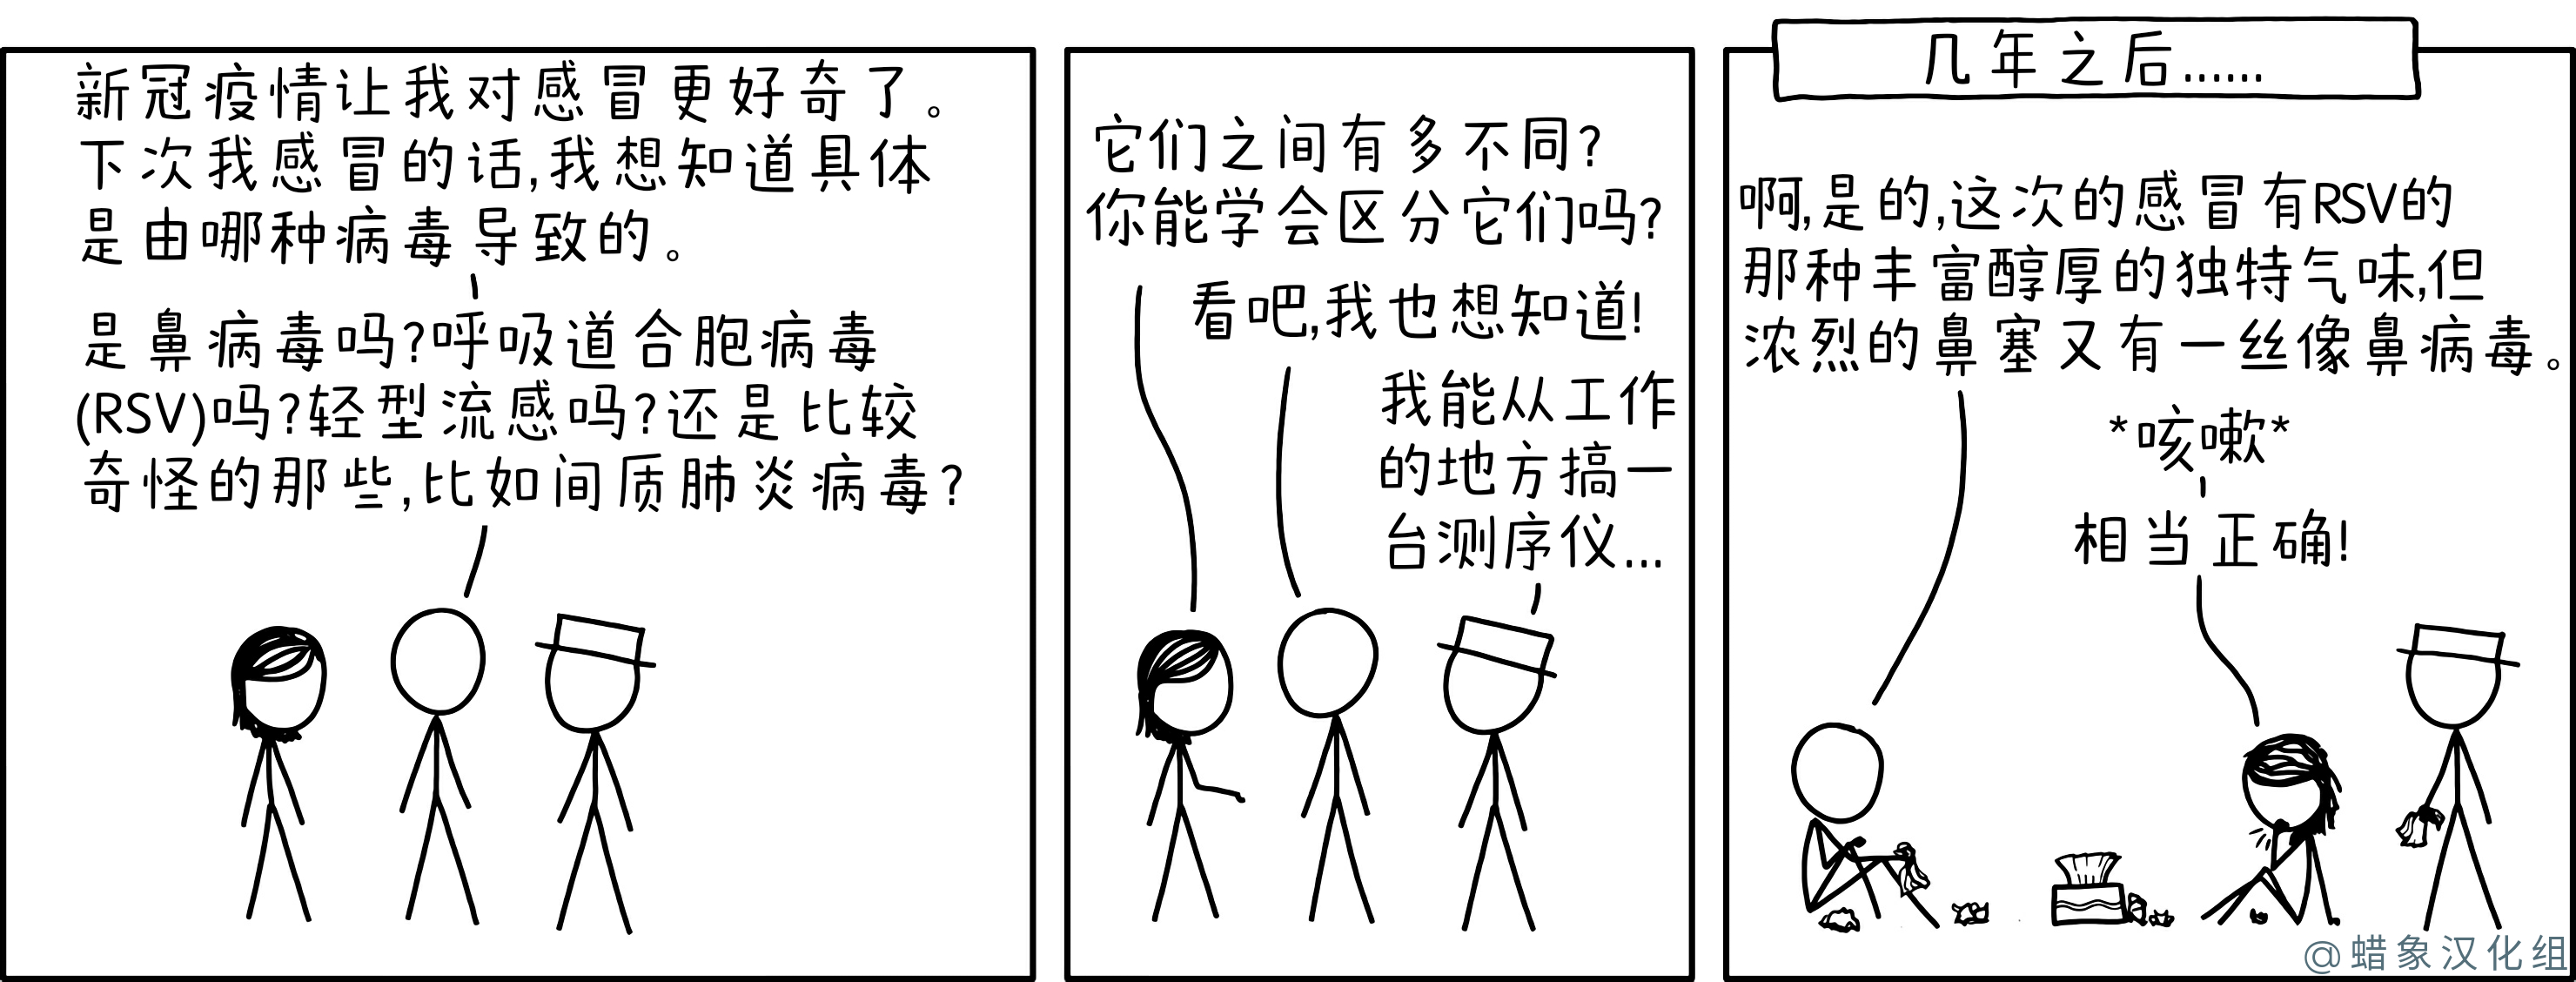 新冠疫情让我对感冒更好奇了。
下次我感冒的话,我想知道具体
是由哪种病毒导致的。
是鼻病毒吗?呼吸道合胞病毒
(RSV)吗?轻型流感吗?还是比较
奇怪的那些,比如间质肺炎病毒?
它们之间有多不同?
你能学会区分它们吗?
看吧,我也想知道!
我能从工作
的地方搞一
台测序仪...
几年之后......
啊,是的,这次的感冒有RSV的
那种丰富醇厚的独特气味,但
浓烈的鼻塞又有一丝像鼻病毒。
*咳嗽*
相当正确!
@蜡象汉化组